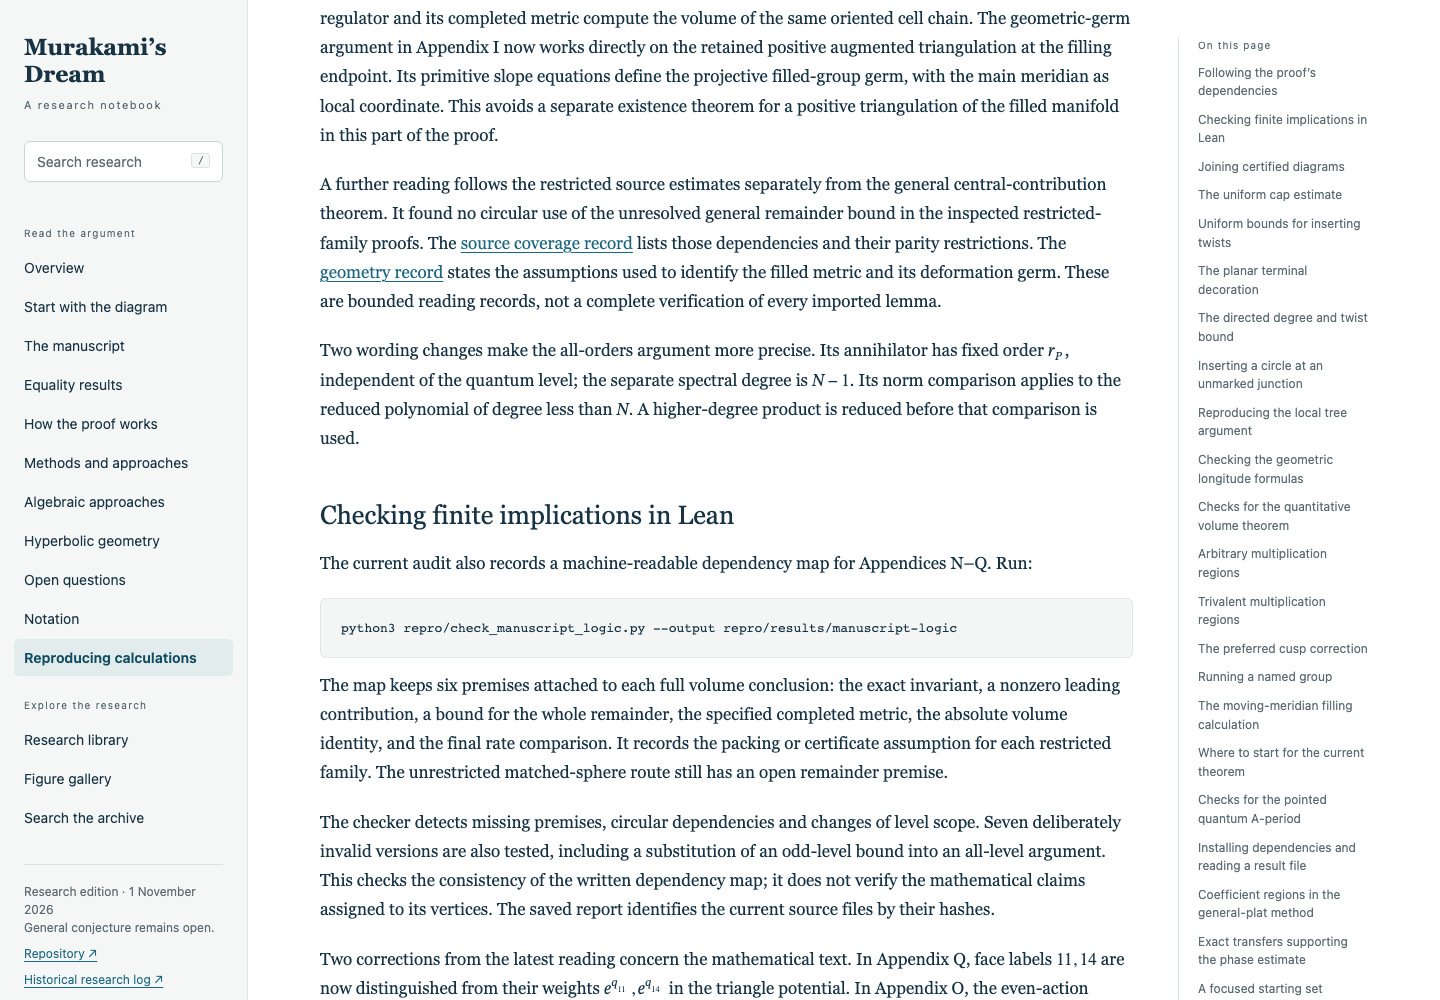 Murakami's
Dream
A research notebook
Search research /
Read the argument
Overview
Start with the diagram
The manuscript
Equality results
How the proof works
Methods and approaches
Algebraic approaches
Hyperbolic geometry
Open questions
Notation
Reproducing calculations
Explore the research
Research library
Figure gallery
Search the archive
Research edition · 1 November
2026
General conjecture remains open.
Repository ↗
Historical research log ↗
regulator and its completed metric compute the volume of the same oriented cell chain. The geometric-germ
argument in Appendix I now works directly on the retained positive augmented triangulation at the filling
endpoint. Its primitive slope equations define the projective filled-group germ, with the main meridian as
local coordinate. This avoids a separate existence theorem for a positive triangulation of the filled manifold
in this part of the proof.
A further reading follows the restricted source estimates separately from the general central-contribution
theorem. It found no circular use of the unresolved general remainder bound in the inspected restricted-
family proofs. The source coverage record lists those dependencies and their parity restrictions. The
geometry record states the assumptions used to identify the filled metric and its deformation germ. These
are bounded reading records, not a complete verification of every imported lemma.
Two wording changes make the all-orders argument more precise. Its annihilator has fixed order r_P,
independent of the quantum level; the separate spectral degree is N – 1. Its norm comparison applies to the
reduced polynomial of degree less than N. A higher-degree product is reduced before that comparison is
used.
Checking finite implications in Lean
The current audit also records a machine-readable dependency map for Appendices N–Q. Run:
python3 repro/check_manuscript_logic.py --output repro/results/manuscript-logic
The map keeps six premises attached to each full volume conclusion: the exact invariant, a nonzero leading
contribution, a bound for the whole remainder, the specified completed metric, the absolute volume
identity, and the final rate comparison. It records the packing or certificate assumption for each restricted
family. The unrestricted matched-sphere route still has an open remainder premise.
The checker detects missing premises, circular dependencies and changes of level scope. Seven deliberately
invalid versions are also tested, including a substitution of an odd-level bound into an all-level argument.
This checks the consistency of the written dependency map; it does not verify the mathematical claims
assigned to its vertices. The saved report identifies the current source files by their hashes.
Two corrections from the latest reading concern the mathematical text. In Appendix Q, face labels 11, 14 are
now distinguished from their weights e^{q_{11}}, e^{q_{14}} in the triangle potential. In Appendix O, the even-action
On this page
Following the proof's
dependencies
Checking finite implications in
Lean
Joining certified diagrams
The uniform cap estimate
Uniform bounds for inserting
twists
The planar terminal
decoration
The directed degree and twist
bound
Inserting a circle at an
unmarked junction
Reproducing the local tree
argument
Checking the geometric
longitude formulas
Checks for the quantitative
volume theorem
Arbitrary multiplication
regions
Trivalent multiplication
regions
The preferred cusp correction
Running a named group
The moving-meridian filling
calculation
Where to start for the current
theorem
Checks for the pointed
quantum A-period
Installing dependencies and
reading a result file
Coefficient regions in the
general-plat method
Exact transfers supporting
the phase estimate
A focused starting set